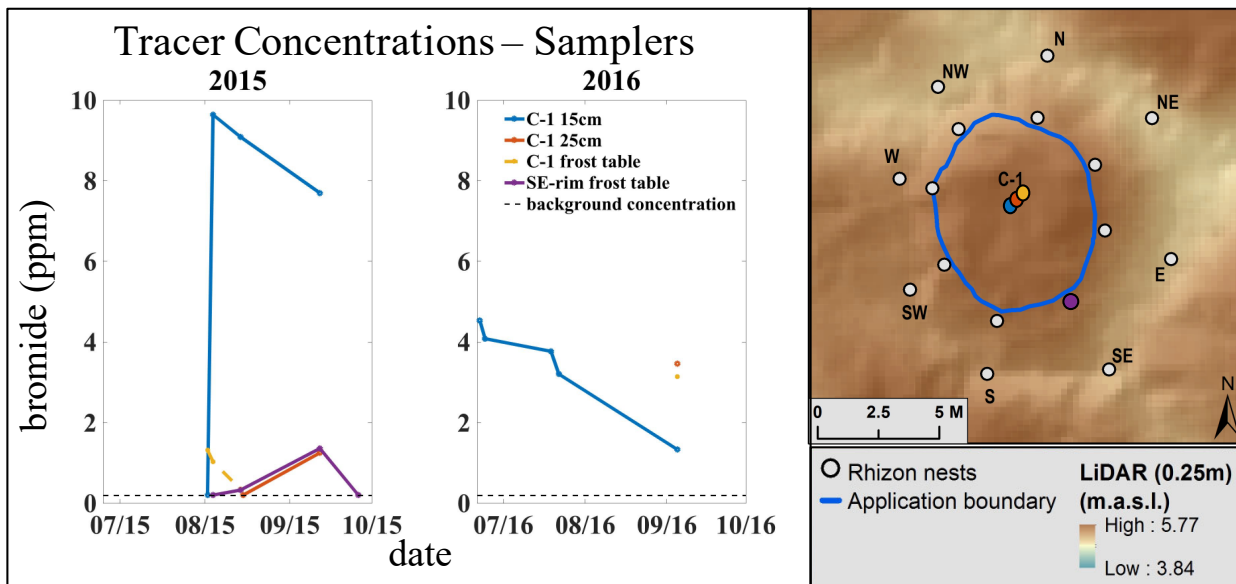 Tracer Concentrations – Samplers
2015
2016
bromide (ppm)
10
8
6
4
2
0
07/15 08/15 09/15 10/15
10
8
6
4
2
0
07/16 08/16 09/16 10/16
date
C-1 15cm
C-1 25cm
C-1 frost table
SE-rim frost table
background concentration
N
NW
NE
W
C-1
E
SW
SE
S
N
0 2.5 5 M
Rhizon nests
Application boundary
LiDAR (0.25m)
(m.a.s.l.)
High : 5.77
Low : 3.84